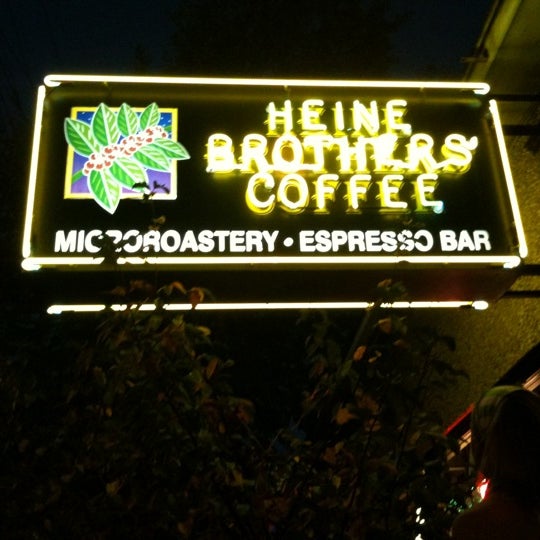 HEINE
BROTHERS'
COFFEE
MICROROASTERY • ESPRESSO BAR